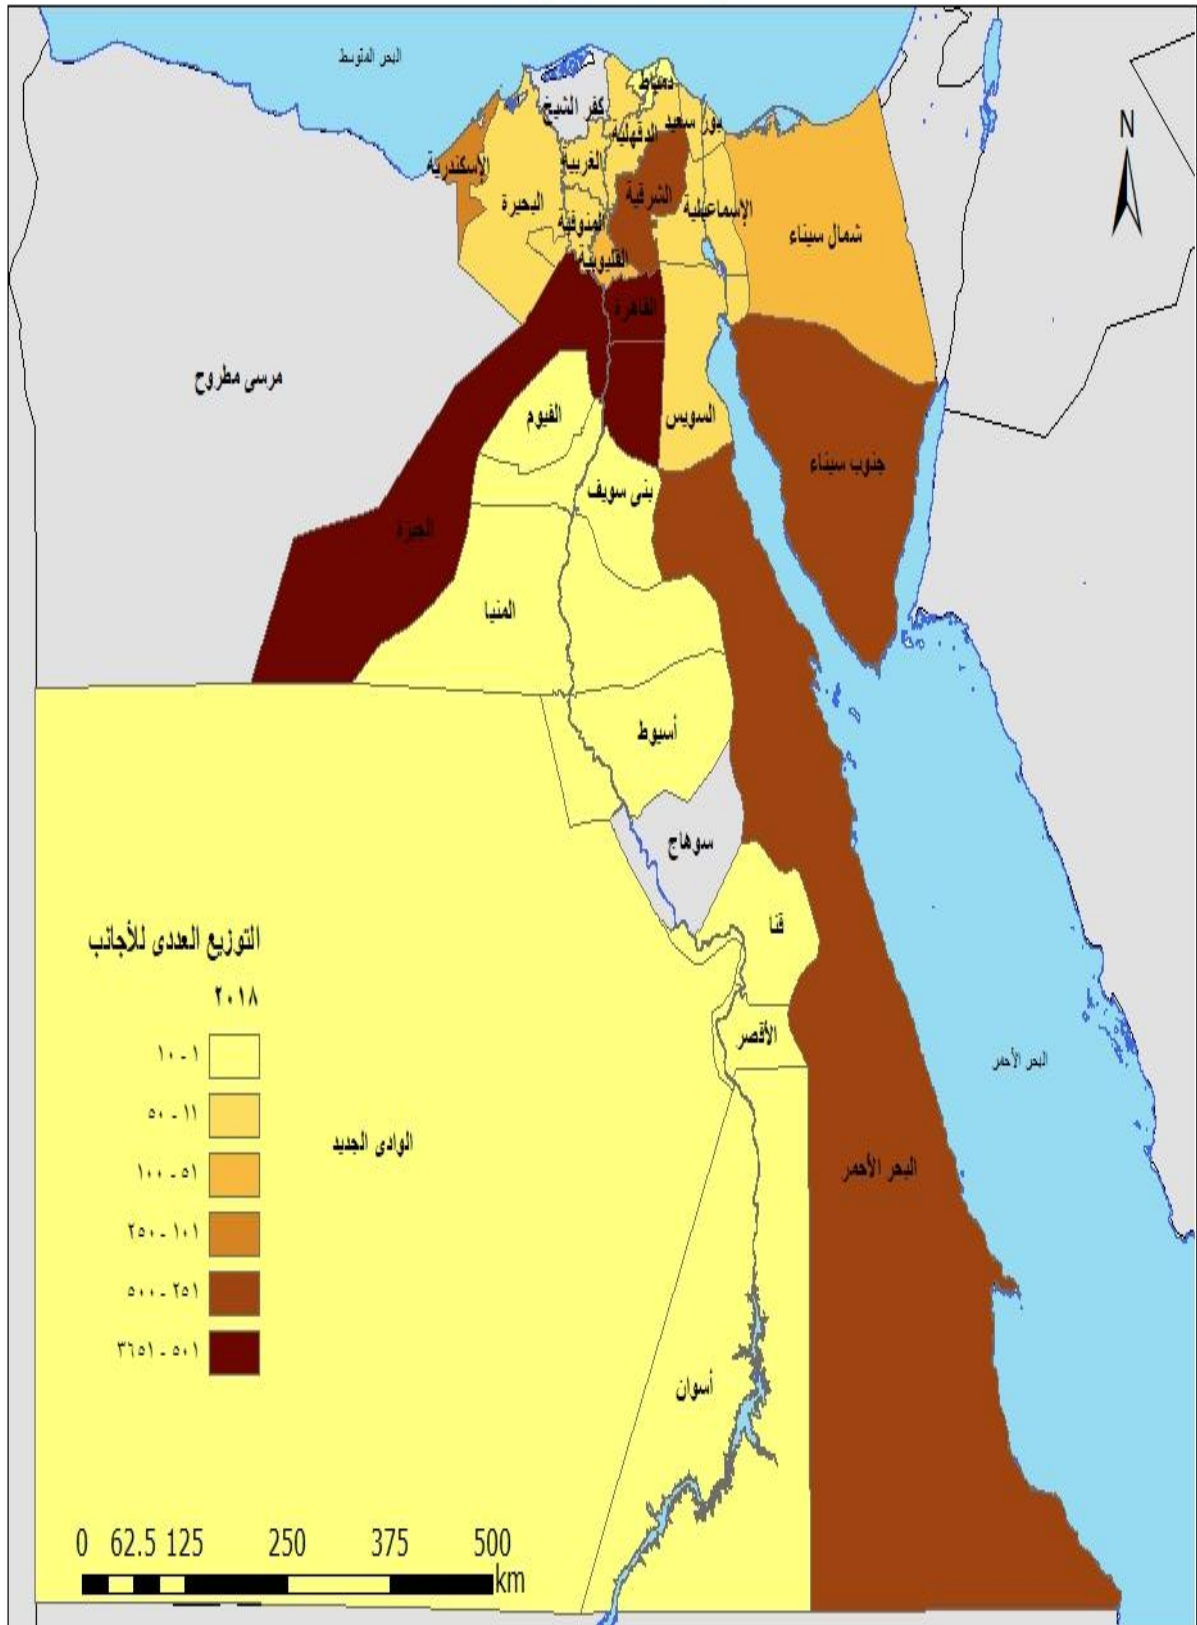 البحر المتوسط
دمياط
كفر الشيخ
بور سعيد
الدقهلية
الإسكندرية
الغربية
البحيرة
الشرقية
الإسماعيلية
المنوفية
شمال سيناء
القليوبية
القاهرة
مرسى مطروح
الفيوم
السويس
جنوب سيناء
بنى سويف
الجيزة
المنيا
أسيوط
سوهاج
قنا
الأقصر
البحر الأحمر
الوادى الجديد
البحر الأحمر
أسوان
N
التوزيع العددى للأجانب
٢٠١٨
١ - ١٠
١١ - ٥٠
٥١ - ١٠٠
١٠١ - ٢٥٠
٢٥١ - ٥٠٠
٥٠١ - ٣٦٥١
0 62.5 125 250 375 500
km